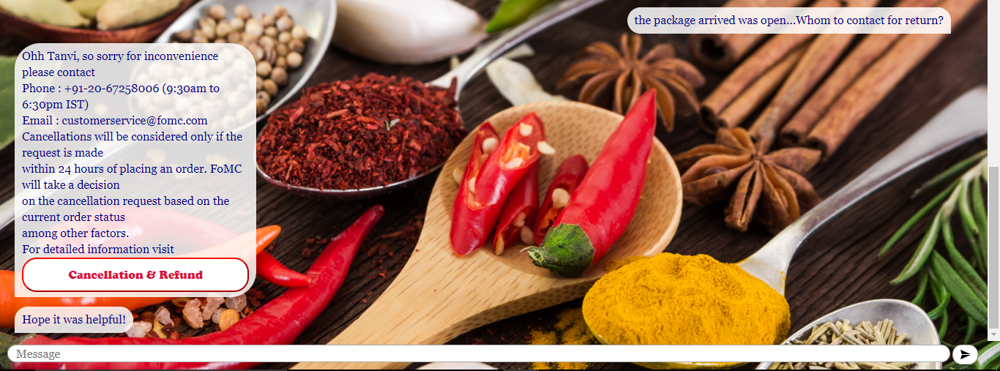 the package arrived was open...Whom to contact for return?
Ohh Tanvi, so sorry for inconvenience
please contact
Phone : +91-20-67258006 (9:30am to
6:30pm IST)
Email : customerservice@fomc.com
Cancellations will be considered only if the
request is made
within 24 hours of placing an order. FoMC
will take a decision
on the cancellation request based on the
current order status
among other factors.
For detailed information visit
Cancellation & Refund
Hope it was helpful!
Message